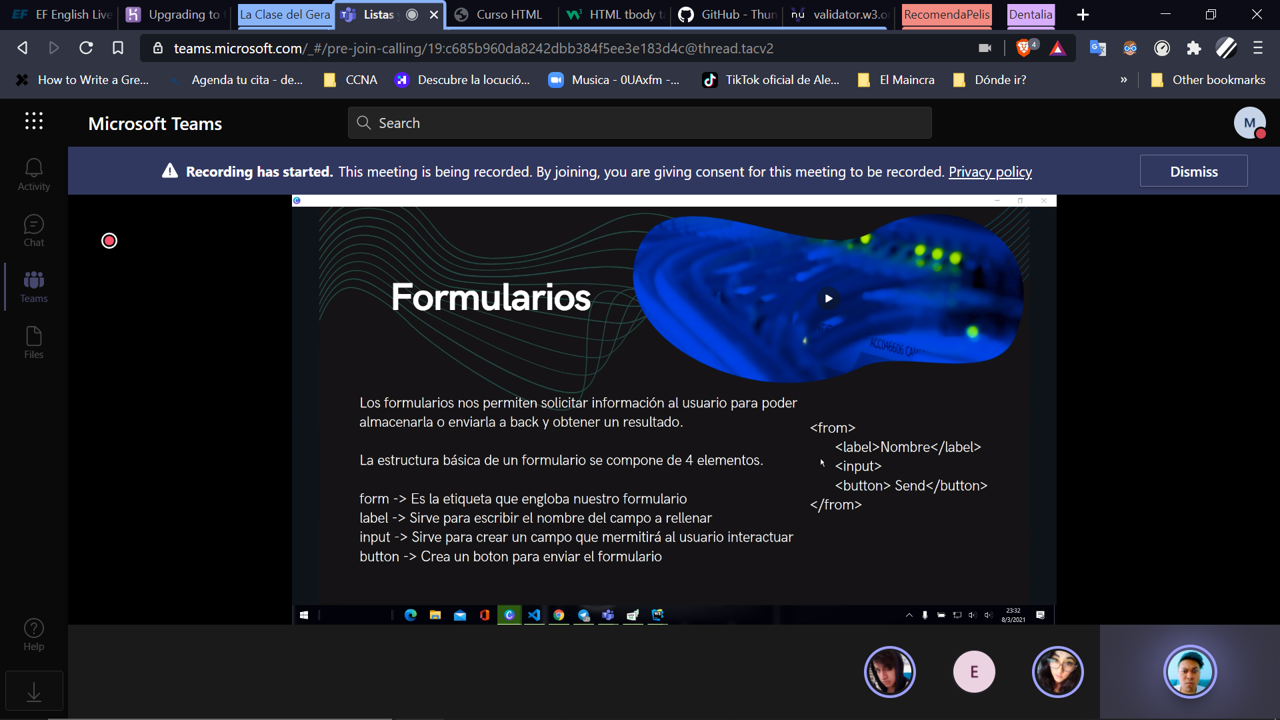 EF English Live
Upgrading to
La Clase del Gera
Listas
Curso HTML
HTML tbody ta
GitHub - Thun
validator.w3.o
RecomendaPelis
Dentalia
teams.microsoft.com/_#/pre-join-calling/19:c685b960da8242dbb384f5ee3e183d4c@thread.tacv2
4
How to Write a Gre...
Agenda tu cita - de...
CCNA
Descubre la locució...
Musica - 0UAxfm -...
TikTok oficial de Ale...
El Maincra
Dónde ir?
»
Other bookmarks
Microsoft Teams
Search
M
Activity
Chat
Teams
Files
Help
Recording has started. This meeting is being recorded. By joining, you are giving consent for this meeting to be recorded. Privacy policy
Dismiss
Formularios
Los formularios nos permiten solicitar información al usuario para poder
almacenarla o enviarla a back y obtener un resultado.
La estructura básica de un formulario se compone de 4 elementos.
form -> Es la etiqueta que engloba nuestro formulario
label -> Sirve para escribir el nombre del campo a rellenar
input -> Sirve para crear un campo que mermitirá al usuario interactuar
button -> Crea un boton para enviar el formulario
<from>
<label>Nombre</label>
<input>
<button> Send</button>
</from>
23:32
8/3/2021
E